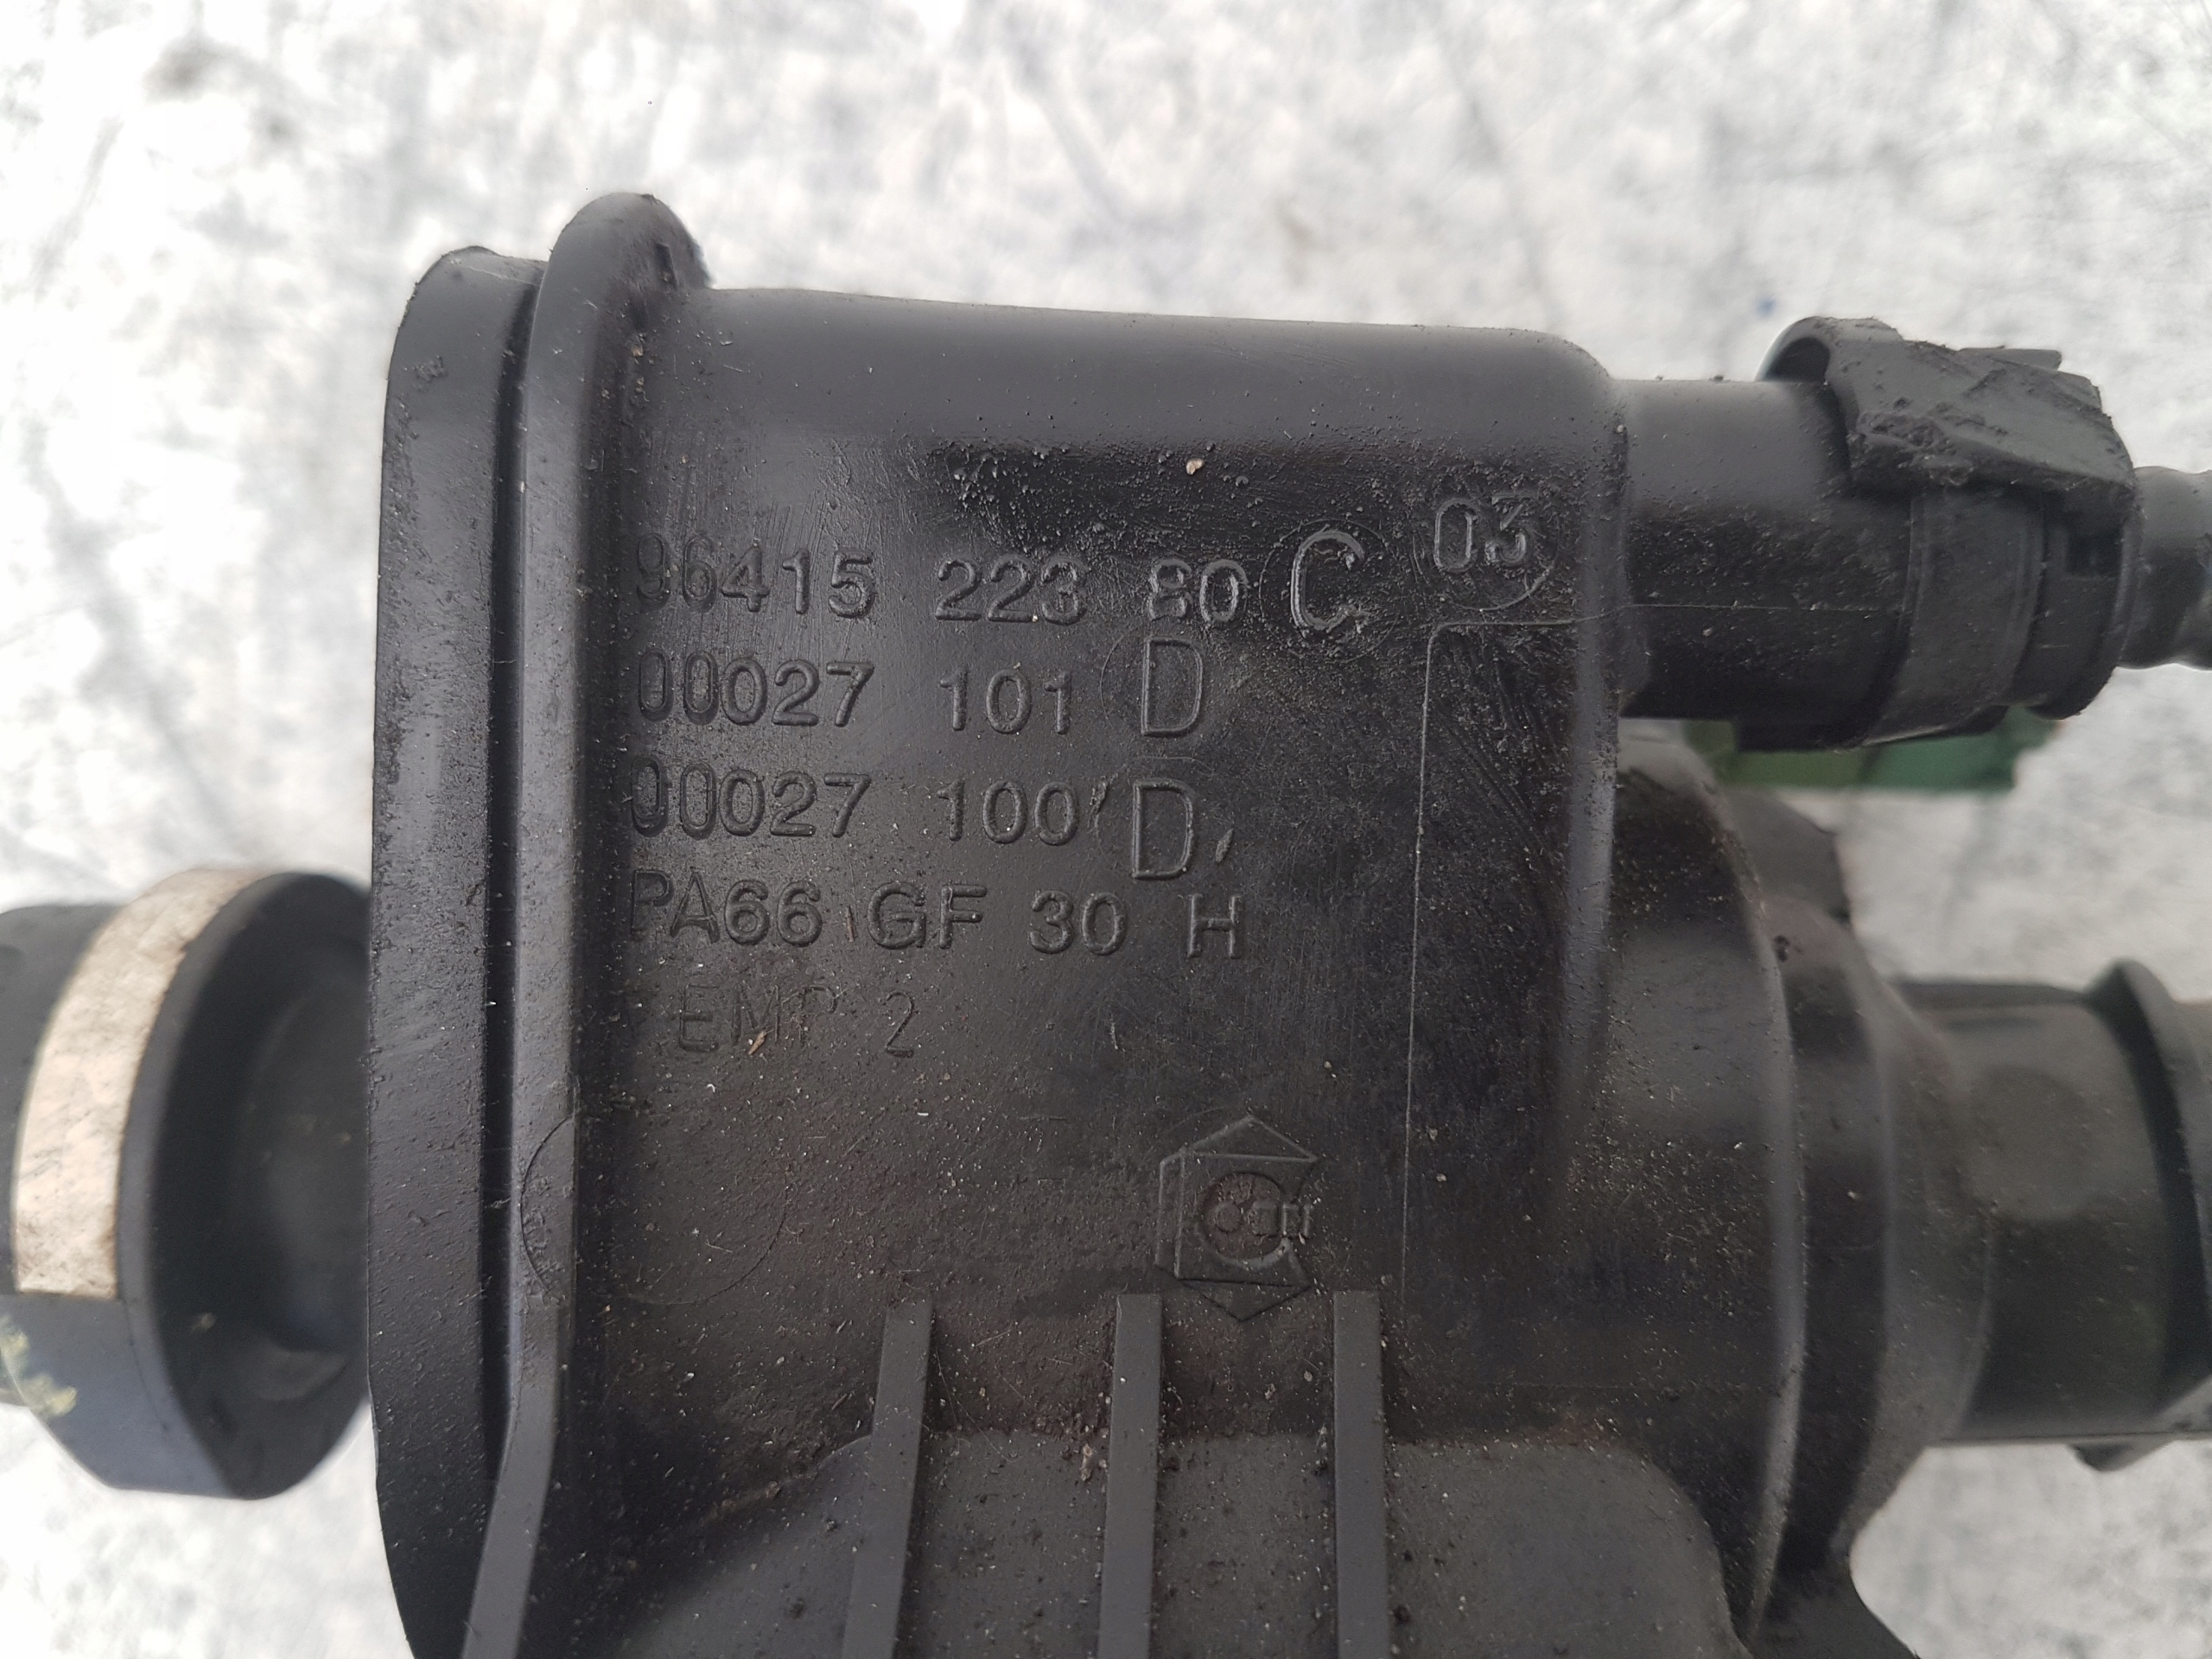 96415 223 80 C 03
00027 101 D
00027 100 D
PA66 GF 30 H
EMP 2